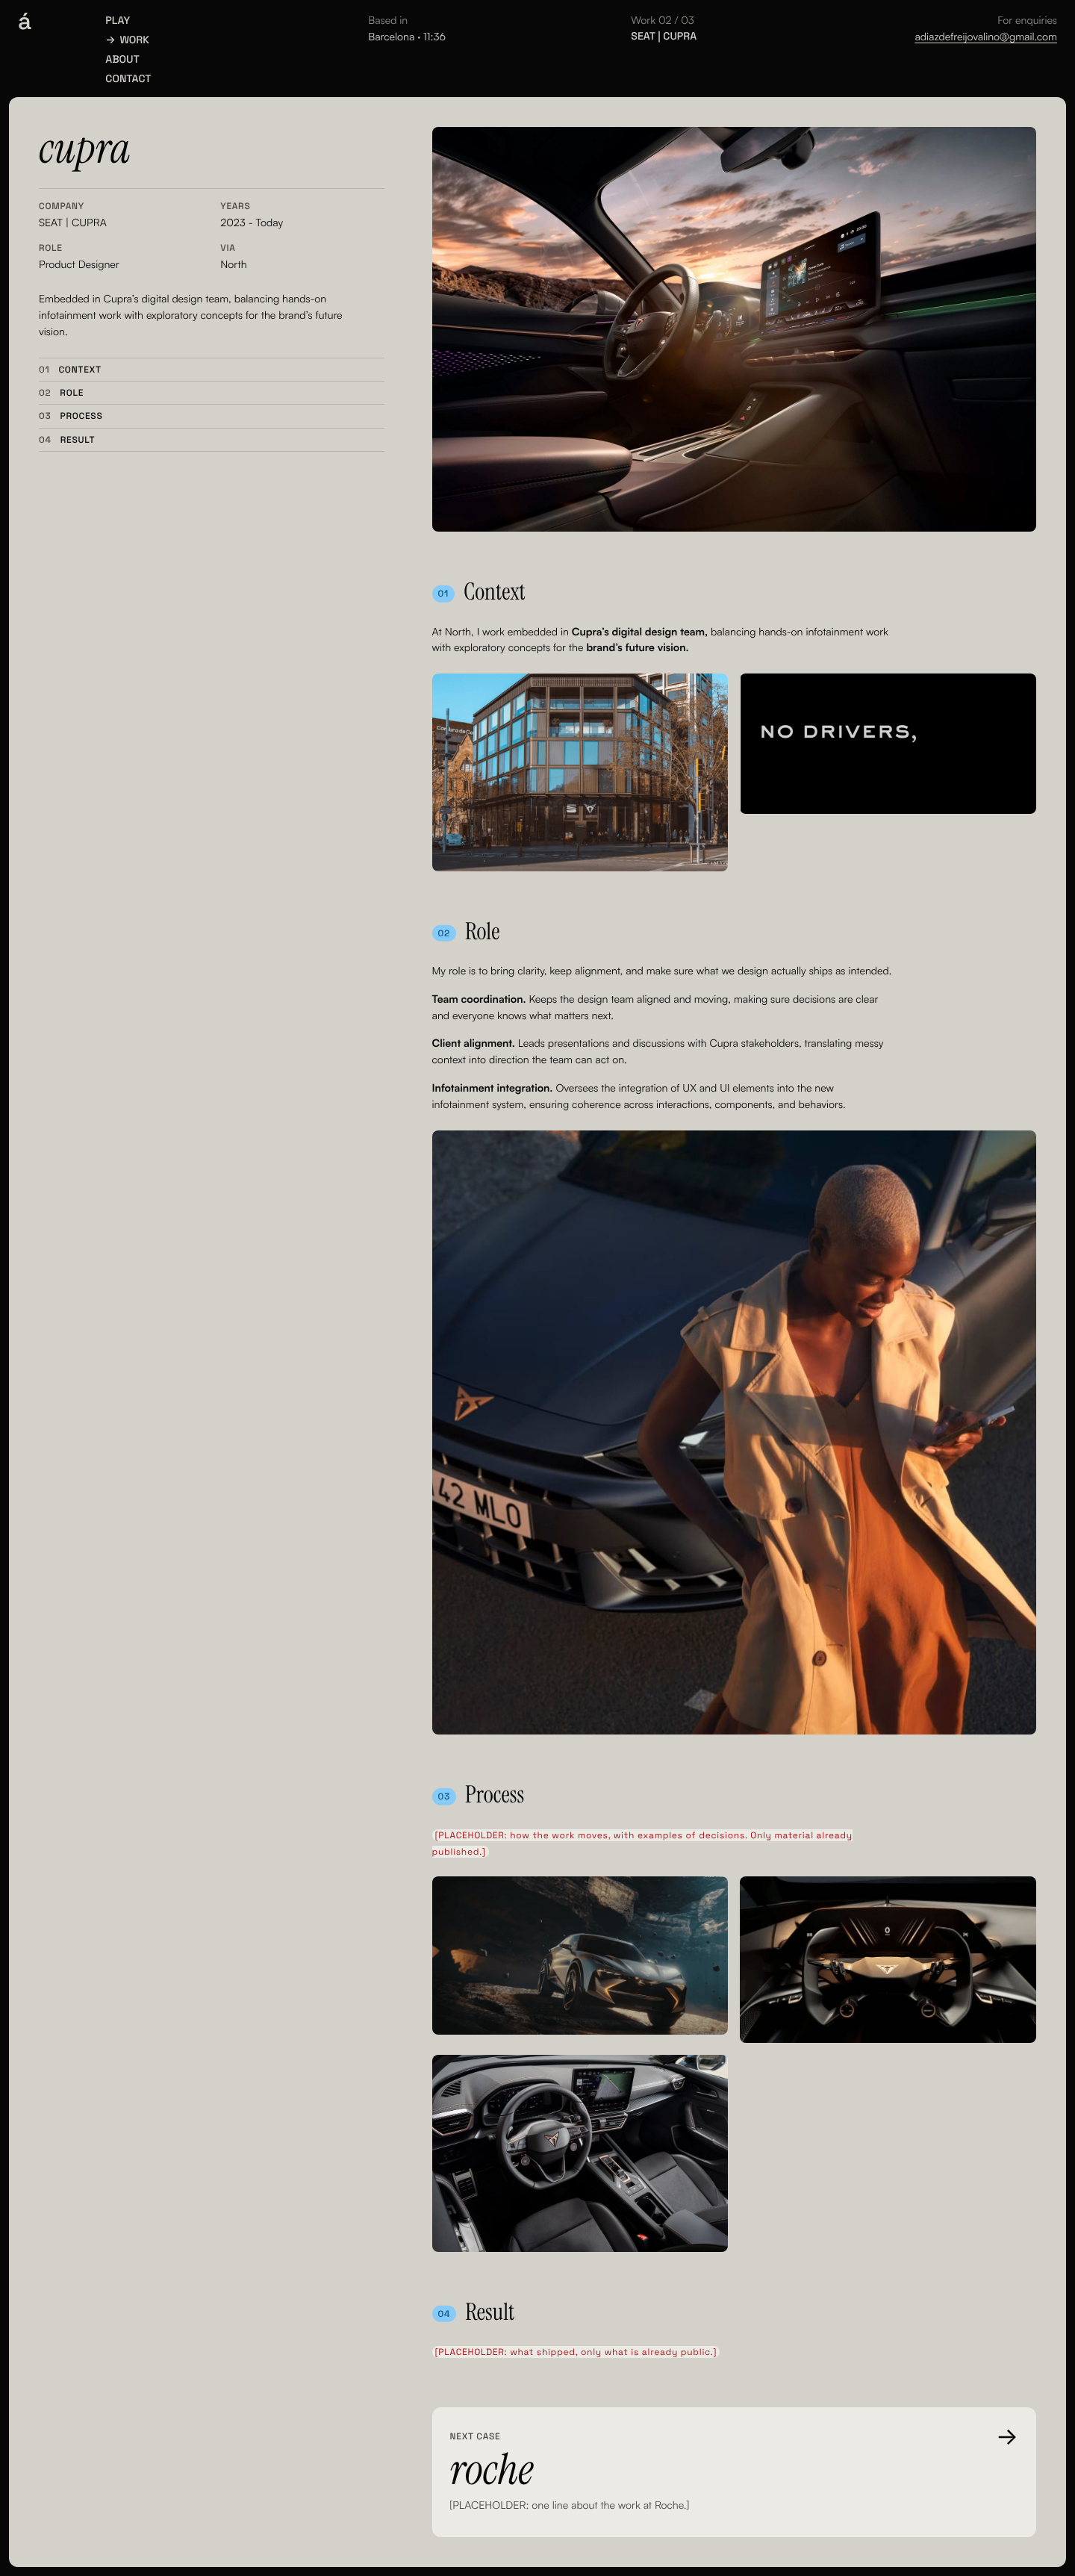 á
PLAY
→ WORK
ABOUT
CONTACT
Based in
Barcelona · 11:36
Work 02 / 03
SEAT | CUPRA
For enquiries
adiazdefreijovalino@gmail.com
cupra
COMPANY
SEAT | CUPRA
YEARS
2023 - Today
ROLE
Product Designer
VIA
North
Embedded in Cupra's digital design team, balancing hands-on
infotainment work with exploratory concepts for the brand's future
vision.
01 CONTEXT
02 ROLE
03 PROCESS
04 RESULT
01 Context
At North, I work embedded in Cupra's digital design team, balancing hands-on infotainment work
with exploratory concepts for the brand's future vision.
NO DRIVERS,
02 Role
My role is to bring clarity, keep alignment, and make sure what we design actually ships as intended.
Team coordination. Keeps the design team aligned and moving, making sure decisions are clear
and everyone knows what matters next.
Client alignment. Leads presentations and discussions with Cupra stakeholders, translating messy
context into direction the team can act on.
Infotainment integration. Oversees the integration of UX and UI elements into the new
infotainment system, ensuring coherence across interactions, components, and behaviors.
42 MLO
03 Process
[PLACEHOLDER: how the work moves, with examples of decisions. Only material already
published.]
04 Result
[PLACEHOLDER: what shipped, only what is already public.]
NEXT CASE
→
roche
[PLACEHOLDER: one line about the work at Roche.]